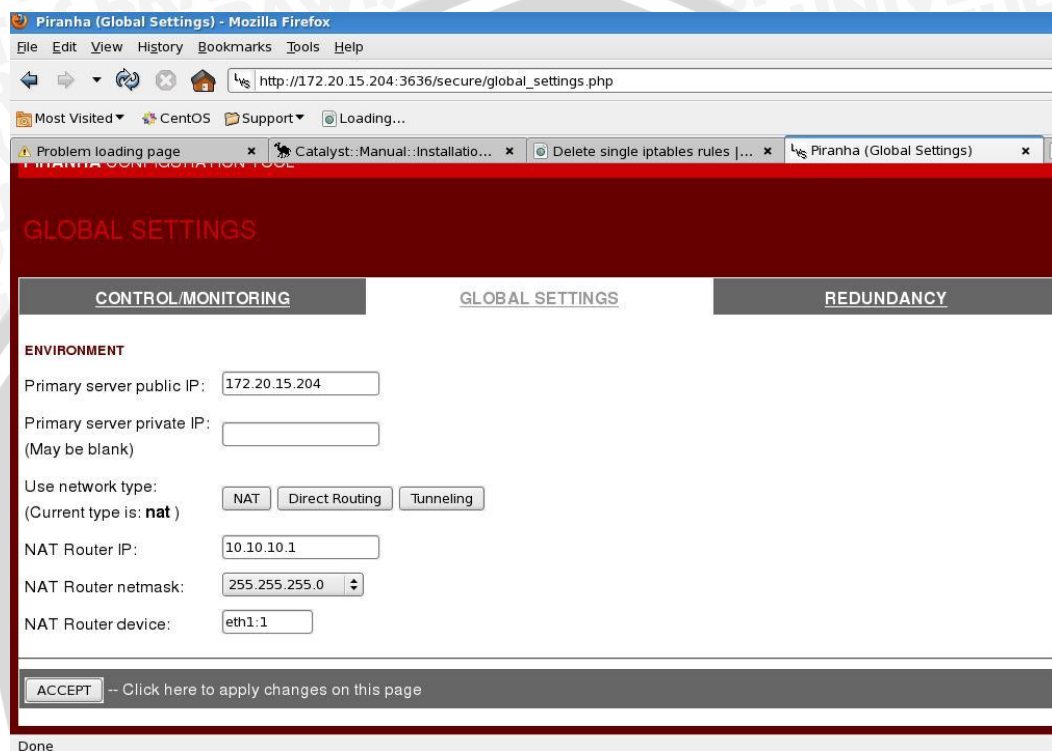 Piranha (Global Settings) - Mozilla Firefox
File Edit View History Bookmarks Tools Help
http://172.20.15.204:3636/secure/global_settings.php
Most Visited CentOS Support Loading...
Problem loading page Catalyst::Manual::Installatio... Delete single iptables rules |... Piranha (Global Settings)
PIRANHA CONFIGURATION TOOL
GLOBAL SETTINGS
CONTROL/MONITORING GLOBAL SETTINGS REDUNDANCY
ENVIRONMENT
Primary server public IP: 172.20.15.204
Primary server private IP:
(May be blank)
Use network type:
(Current type is: nat ) NAT Direct Routing Tunneling
NAT Router IP: 10.10.10.1
NAT Router netmask: 255.255.255.0
NAT Router device: eth1:1
ACCEPT -- Click here to apply changes on this page
Done